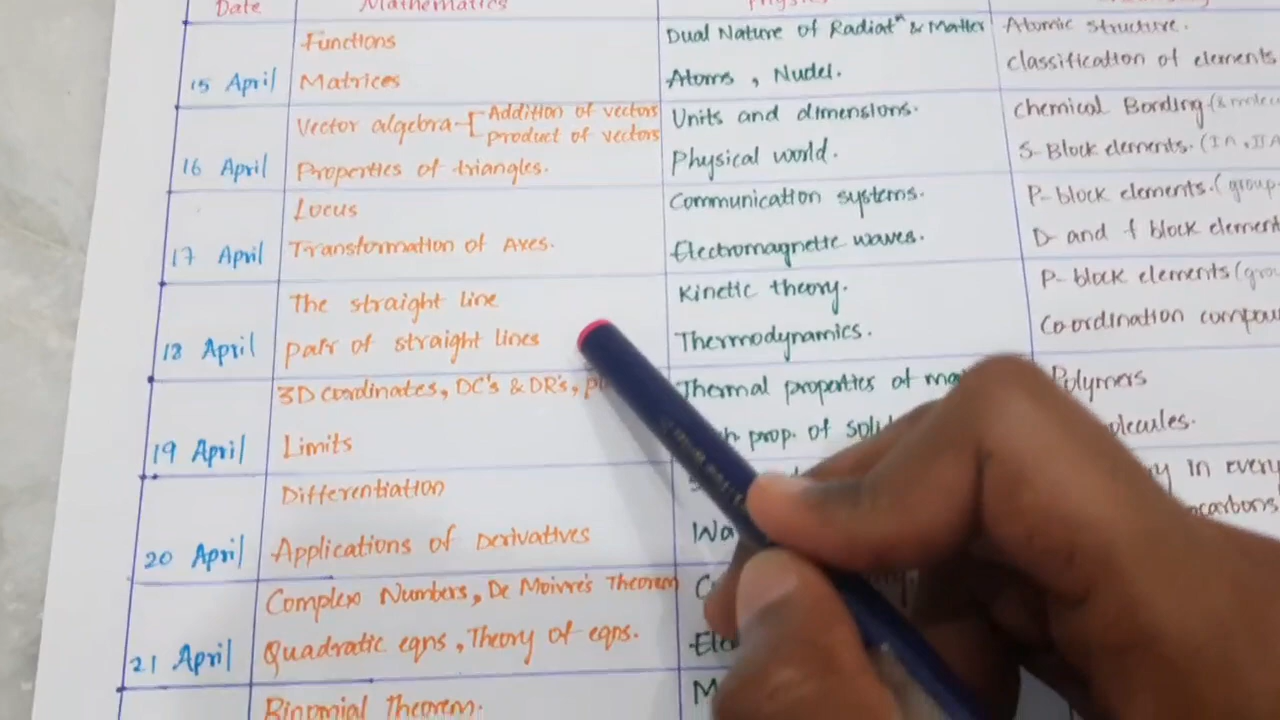 Date Mathematics
15 April
Functions
Matrices
Dual Nature of Radiatn & Matter
Atoms, Nudel.
Atomic structure.
classification of elements
16 April
Vector algebra-[ Addition of vectors
product of vectors
Properties of triangles.
Units and dimensions.
Physical world.
chemical Bonding
S-Block elements.
17 April
Locus
Transformation of Axes.
Communication systems.
Electromagnetic waves.
P-block elements.
D- and f block element
18 April
The straight line
pair of straight lines
Kinetic theory.
Thermodynamics.
P- block elements
Co-ordination
19 April
3D coordinates, DC's & DR's,
Limits
Thermal properties of
prop. of
Polymers
20 April
Differentiation
Applications of Derivatives
in
21 April
Complex Numbers, De Moivre's Theorem
Quadratic eqns, Theory of eqns.
Binomial Theorem.